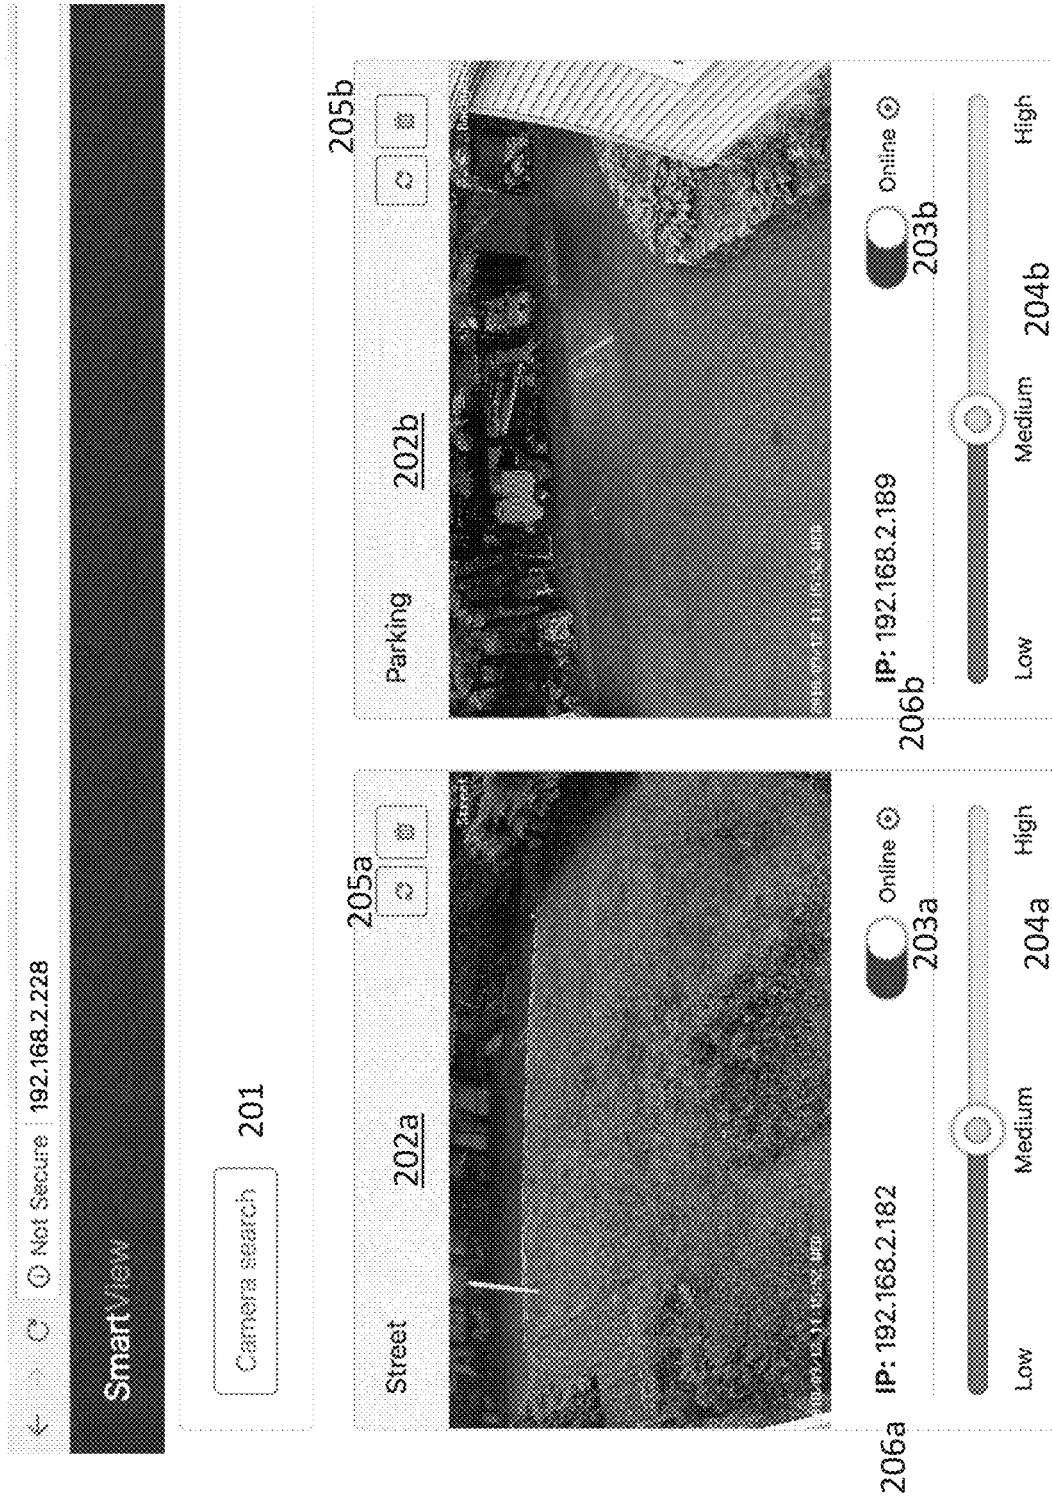 Not Secure | 192.168.2.228
SmartView
Camera search
201
205a
205b
Street
202a
Parking
202b
206a
IP: 192.168.2.182
203a
Online
206b
IP: 192.168.2.189
203b
Online
Low
Medium
204a
High
Low
Medium
204b
High